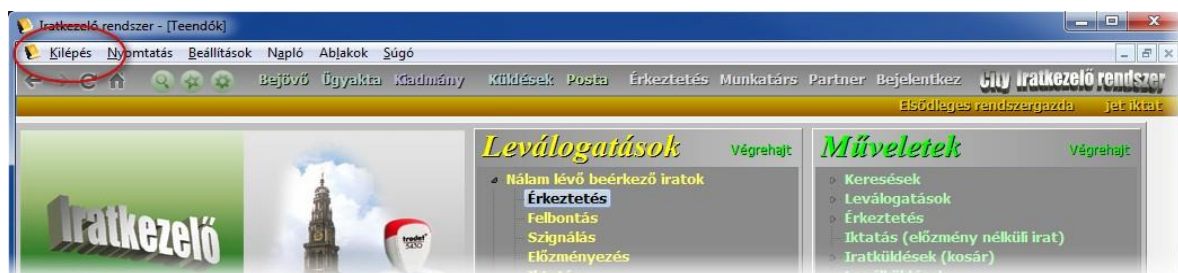 Iratkezelő rendszer - [Teendők]
Kilépés Nyomtatás Beállítások Napló Ablakok Súgó
Bejövő Ügyakta Kiadmány Küldések Posta Érkeztetés Munkatárs Partner Bejelentkez City iratkezelő rendszer
Elsődleges rendszergazda jet iktat
Leválogatások Végrehajt
Műveletek Végrehajt
Nálam lévő beérkező iratok
Érkeztetés
Felbontás
Szignálás
Előzményezés
Keresések
Leválogatások
Érkeztetés
Iktatás (előzmény nélküli irat)
Iratküldések (kosár)
Iratkezelő
trodat
5430